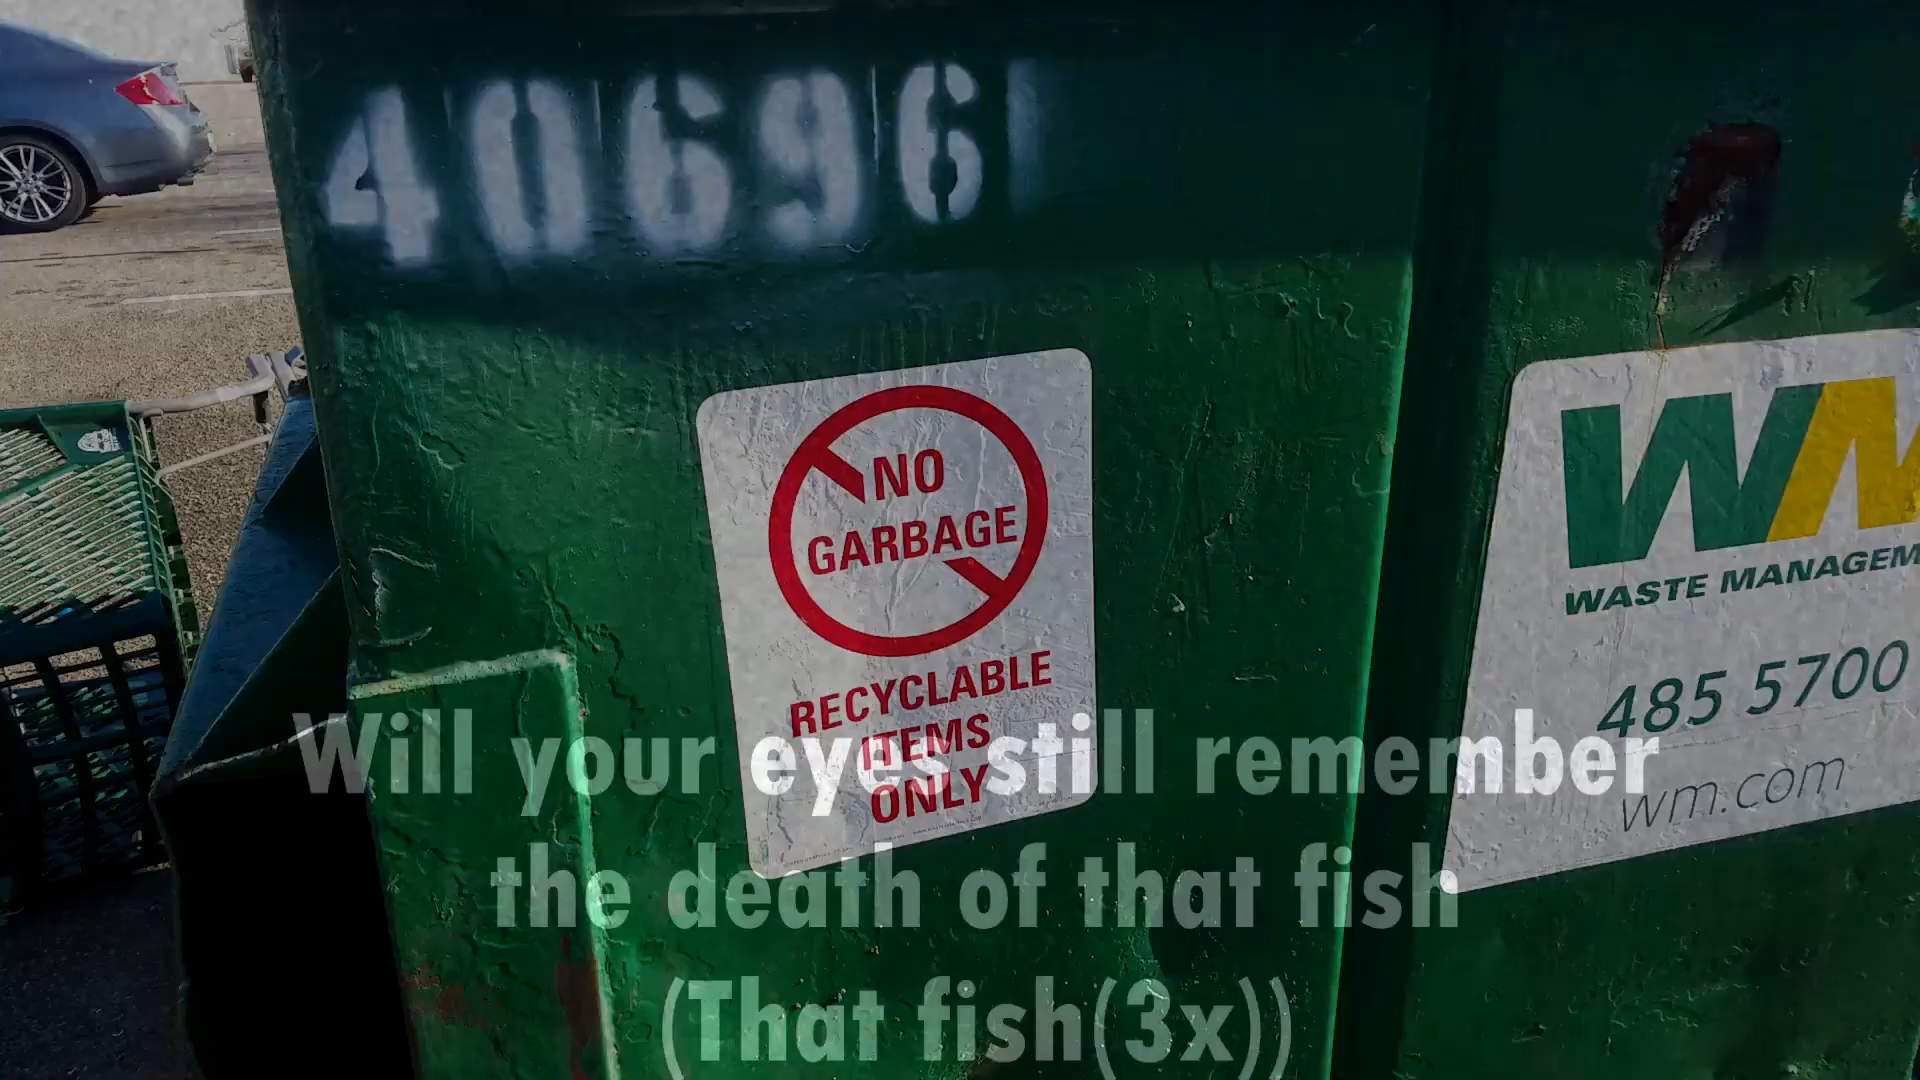 40696
NO
GARBAGE
RECYCLABLE
ITEMS
ONLY
WM
WASTE MANAGEM
485 5700
wm.com
Will your eyes still remember
the death of that fish
(That fish(3x))